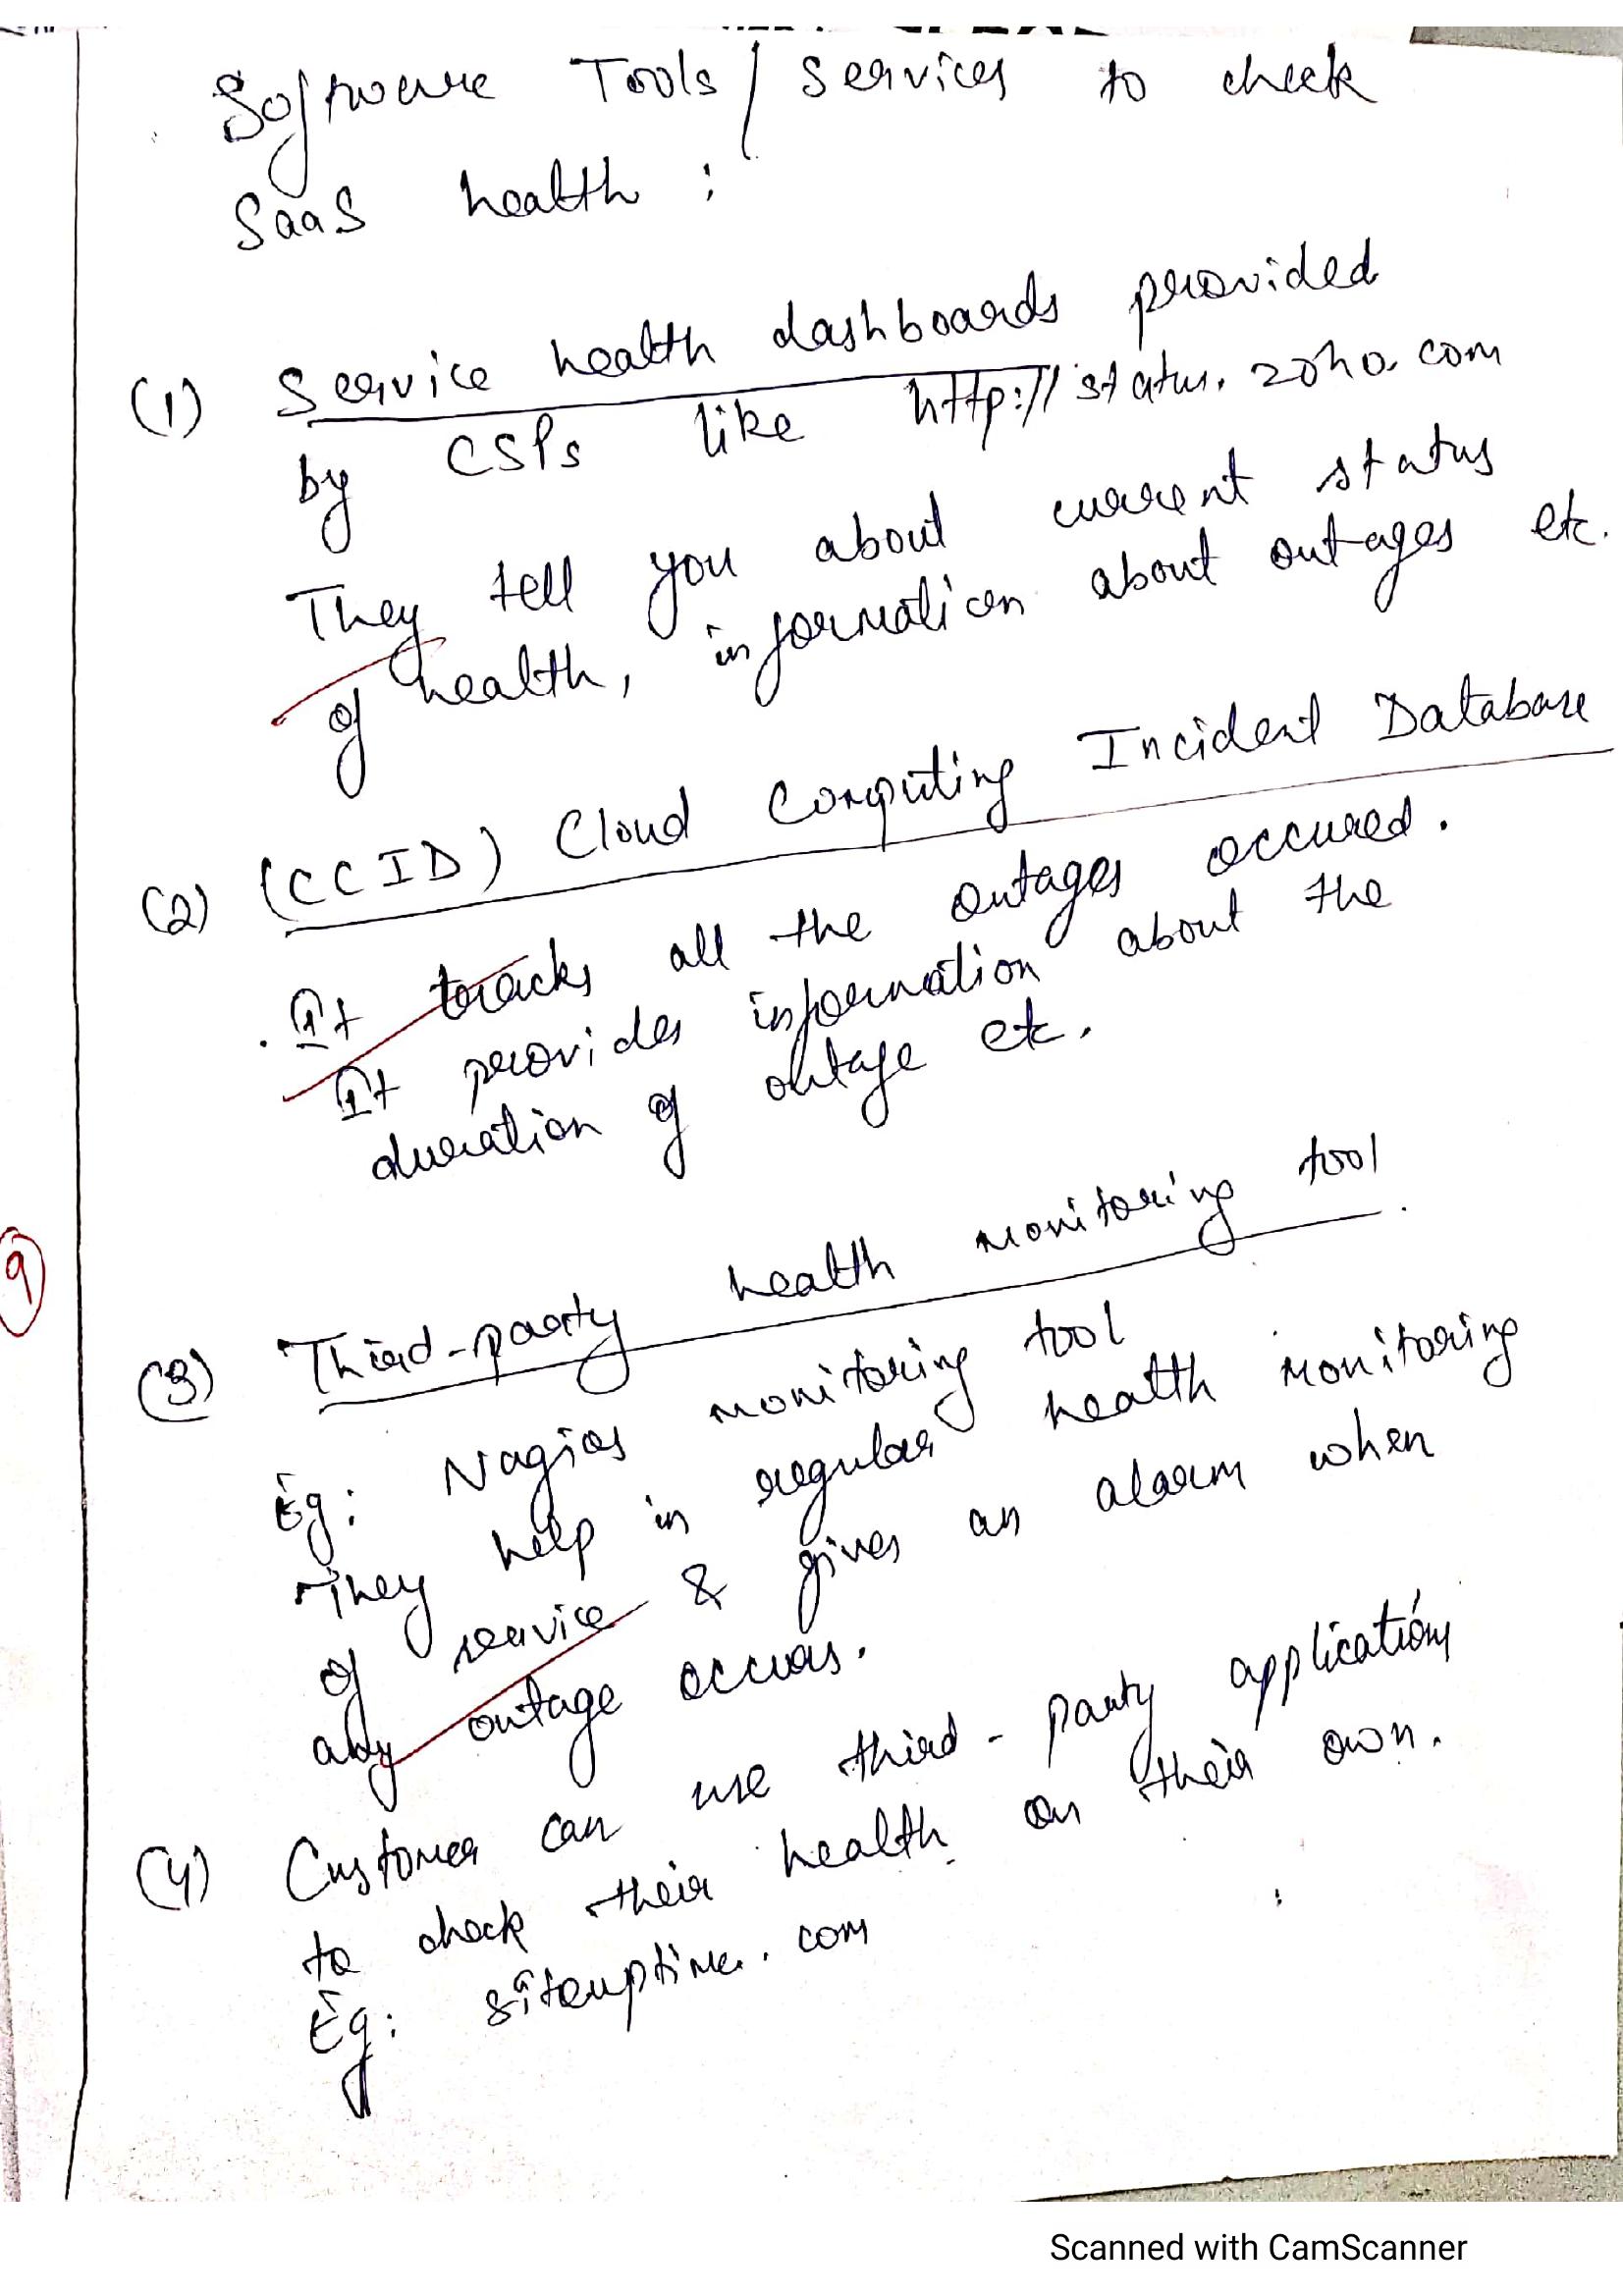 Software Tools / Services to check
SaaS health :
(1) Service health dashboards provided
by CSPs like http://status.zoho.com
They tell you about current status
of health, information about outages etc.
(2) (CCID) Cloud Computing Incident Database
. It tracks all the outages occured.
It provides information about the
duration of outage etc.
9
(3) Third-party health monitoring tool.
Eg: Nagios monitoring tool
They help in regular health monitoring
of service & gives an alarm when
any outage occurs.
(4) Customer can use third-party applications
to check their health on their own.
Eg: siteuptime.com
Scanned with CamScanner